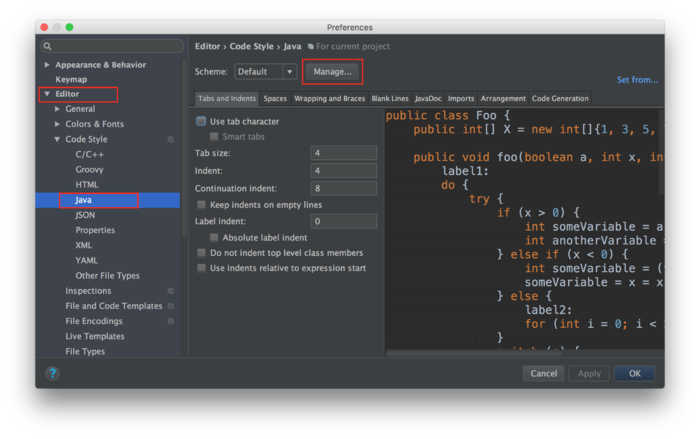 Preferences
Editor › Code Style › Java For current project
Scheme: Default Manage...
Set from...
Appearance & Behavior
Keymap
Editor
General
Colors & Fonts
Code Style
C/C++
Groovy
HTML
Java
JSON
Properties
XML
YAML
Other File Types
Inspections
File and Code Templates
File Encodings
Live Templates
File Types
Tabs and Indents Spaces Wrapping and Braces Blank Lines JavaDoc Imports Arrangement Code Generation
Use tab character
Smart tabs
Tab size: 4
Indent: 4
Continuation indent: 8
Keep indents on empty lines
Label indent: 0
Absolute label indent
Do not indent top level class members
Use indents relative to expression start
public class Foo {
public int[] X = new int[]{1, 3, 5,
public void foo(boolean a, int x, int
label1:
do {
try {
if (x > 0) {
int someVariable = a
int anotherVariable =
} else if (x < 0) {
int someVariable = (
someVariable = x = x
} else {
label2:
for (int i = 0; i <
}
?
Cancel Apply OK